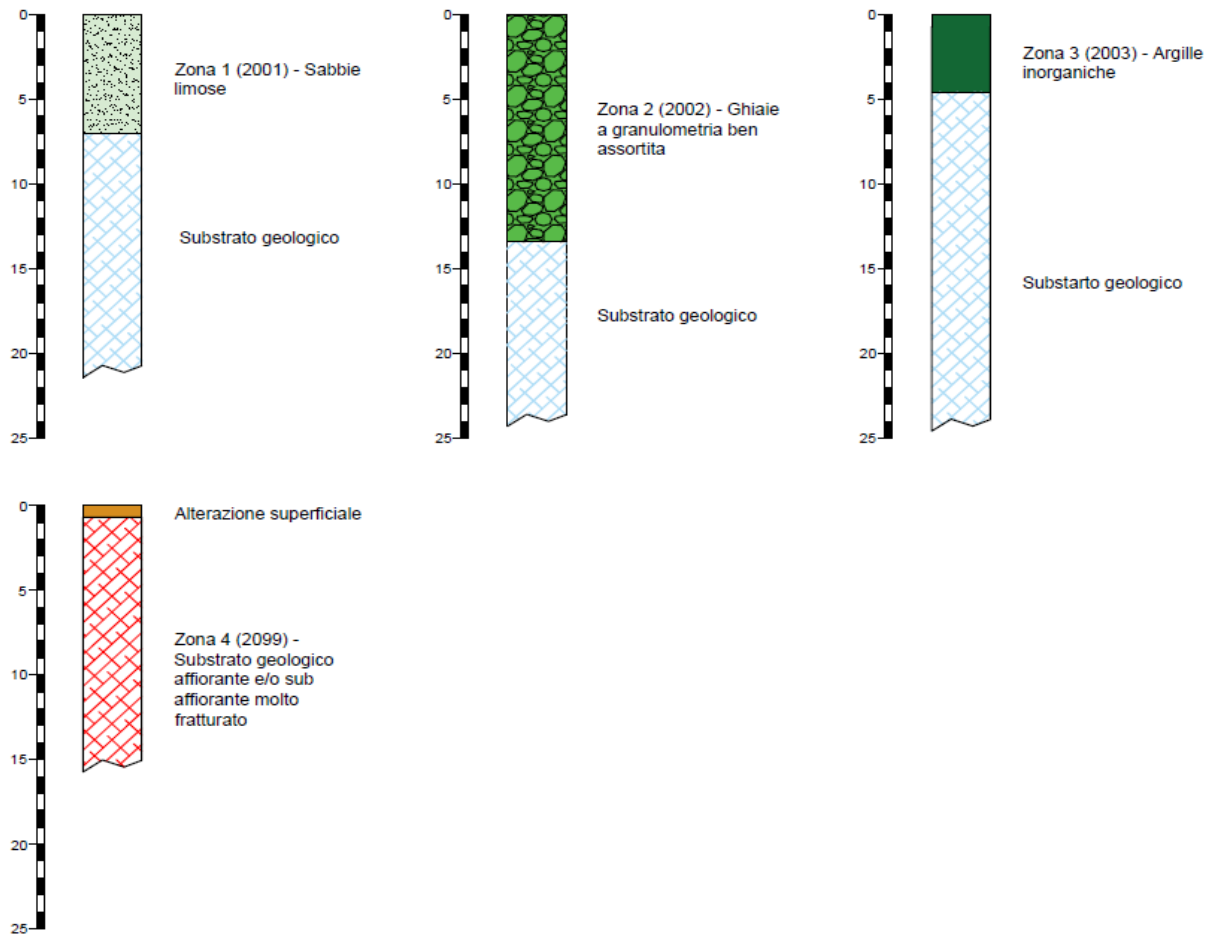 0
5
10
15
20
25
Zona 1 (2001) - Sabbie
limose
Substrato geologico
0
5
10
15
20
25
Zona 2 (2002) - Ghiaie
a granulometria ben
assortita
Substrato geologico
0
5
10
15
20
25
Zona 3 (2003) - Argille
inorganiche
Substarto geologico
0
5
10
15
20
25
Alterazione superficiale
Zona 4 (2099) -
Substrato geologico
affiorante e/o sub
affiorante molto
fratturato